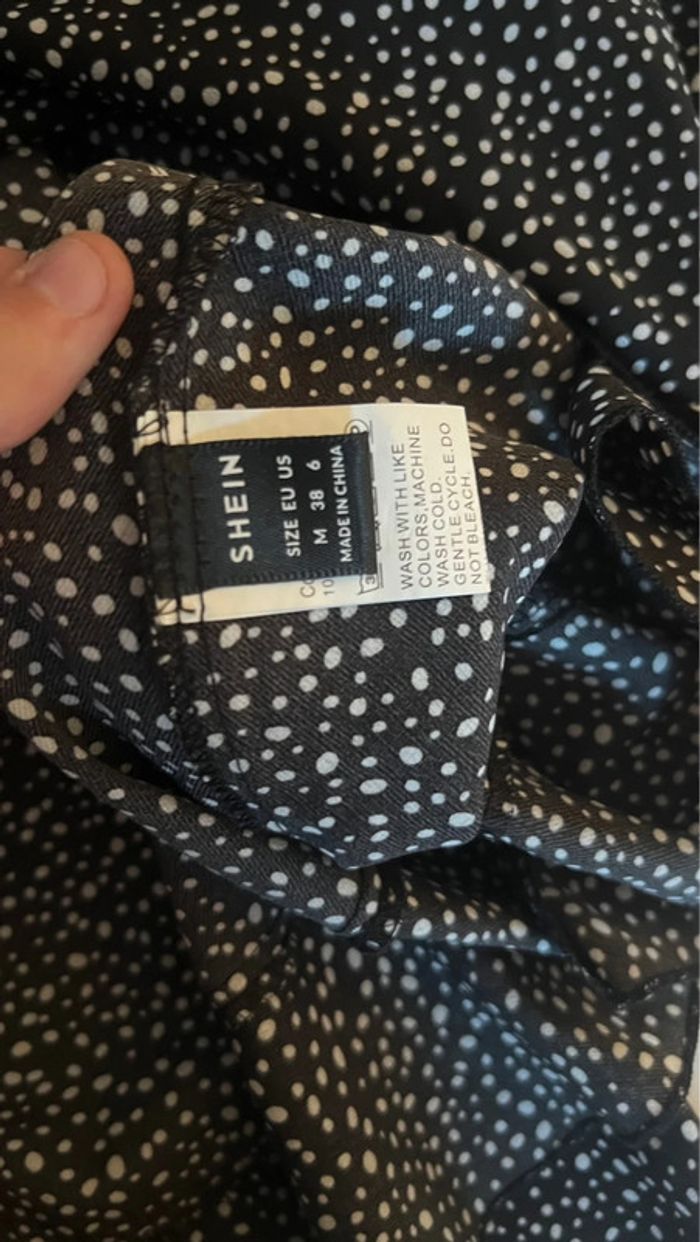 SHEIN
SIZE EU US
M 38 6
MADE IN CHINA
WASH WITH LIKE
COLORS,MACHINE
WASH COLD.
GENTLE CYCLE.DO
NOT BLEACH.